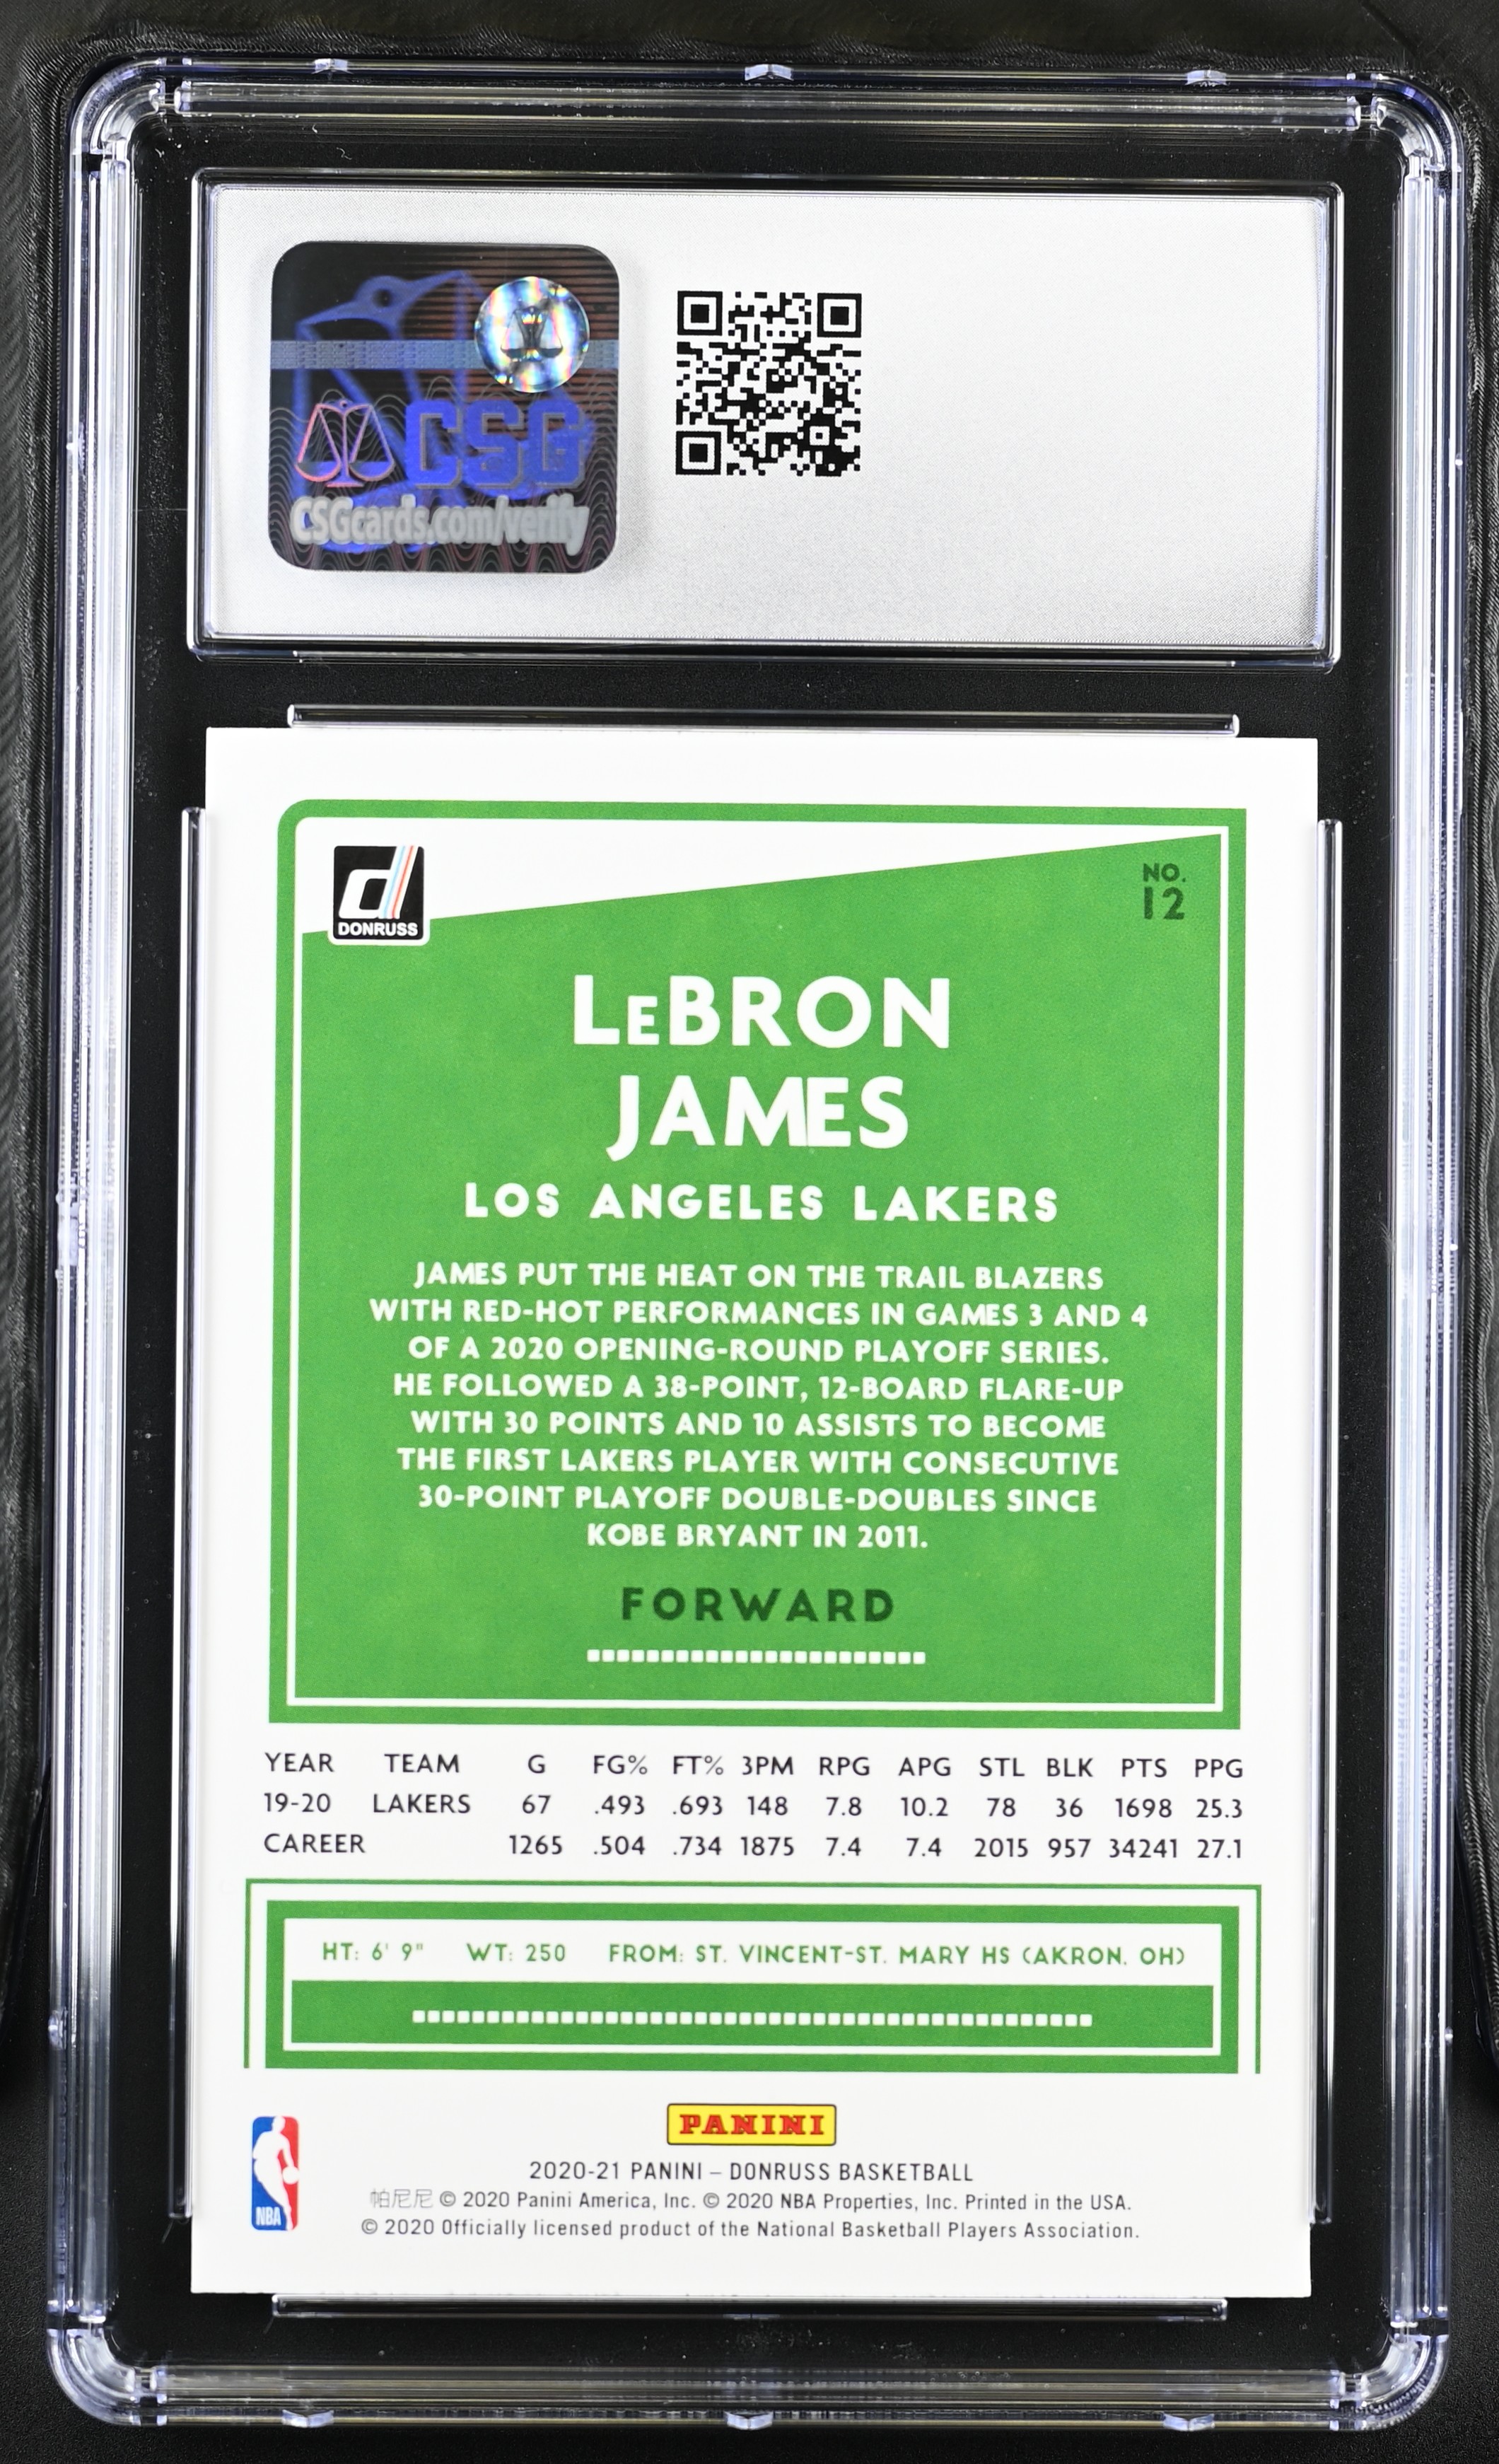 CSG
CSGcards.com/verify
DONRUSS
NO.
12
LeBRON
JAMES
LOS ANGELES LAKERS
JAMES PUT THE HEAT ON THE TRAIL BLAZERS
WITH RED-HOT PERFORMANCES IN GAMES 3 AND 4
OF A 2020 OPENING-ROUND PLAYOFF SERIES.
HE FOLLOWED A 38-POINT, 12-BOARD FLARE-UP
WITH 30 POINTS AND 10 ASSISTS TO BECOME
THE FIRST LAKERS PLAYER WITH CONSECUTIVE
30-POINT PLAYOFF DOUBLE-DOUBLES SINCE
KOBE BRYANT IN 2011.
FORWARD
YEAR TEAM G FG% FT% 3PM RPG APG STL BLK PTS PPG
19-20 LAKERS 67 .493 .693 148 7.8 10.2 78 36 1698 25.3
CAREER 1265 .504 .734 1875 7.4 7.4 2015 957 34241 27.1
HT: 6' 9" WT: 250 FROM: ST. VINCENT-ST. MARY HS (AKRON, OH)
PANINI
2020-21 PANINI – DONRUSS BASKETBALL
帕尼尼 © 2020 Panini America, Inc. © 2020 NBA Properties, Inc. Printed in the USA.
© 2020 Officially licensed product of the National Basketball Players Association.
NBA